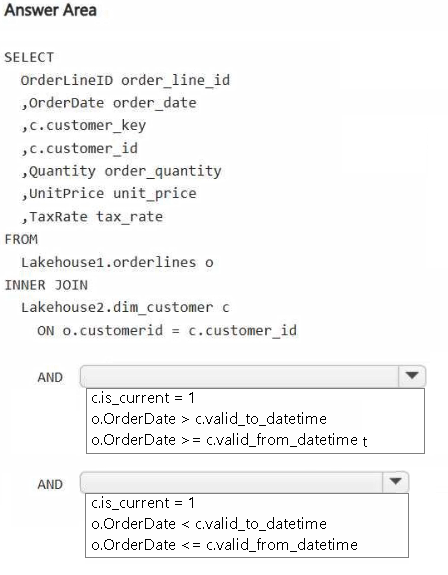 Answer Area
SELECT
OrderLineID order_line_id
,OrderDate order_date
,c.customer_key
,c.customer_id
,Quantity order_quantity
,UnitPrice unit_price
,TaxRate tax_rate
FROM
Lakehouse1.orderlines o
INNER JOIN
Lakehouse2.dim_customer c
ON o.customerid = c.customer_id
AND
c.is_current = 1
o.OrderDate > c.valid_to_datetime
o.OrderDate >= c.valid_from_datetime t
AND
c.is_current = 1
o.OrderDate < c.valid_to_datetime
o.OrderDate <= c.valid_from_datetime